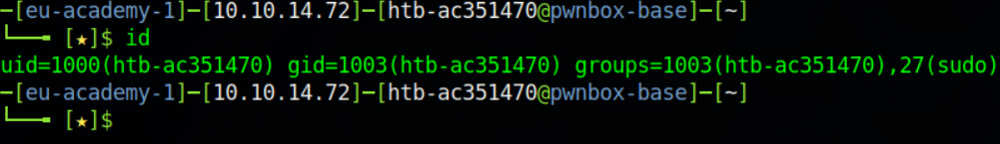 ─[eu-academy-1]─[10.10.14.72]─[htb-ac351470@pwnbox-base]─[~]
└──╼ [★]$ id
uid=1000(htb-ac351470) gid=1003(htb-ac351470) groups=1003(htb-ac351470),27(sudo)
─[eu-academy-1]─[10.10.14.72]─[htb-ac351470@pwnbox-base]─[~]
└──╼ [★]$